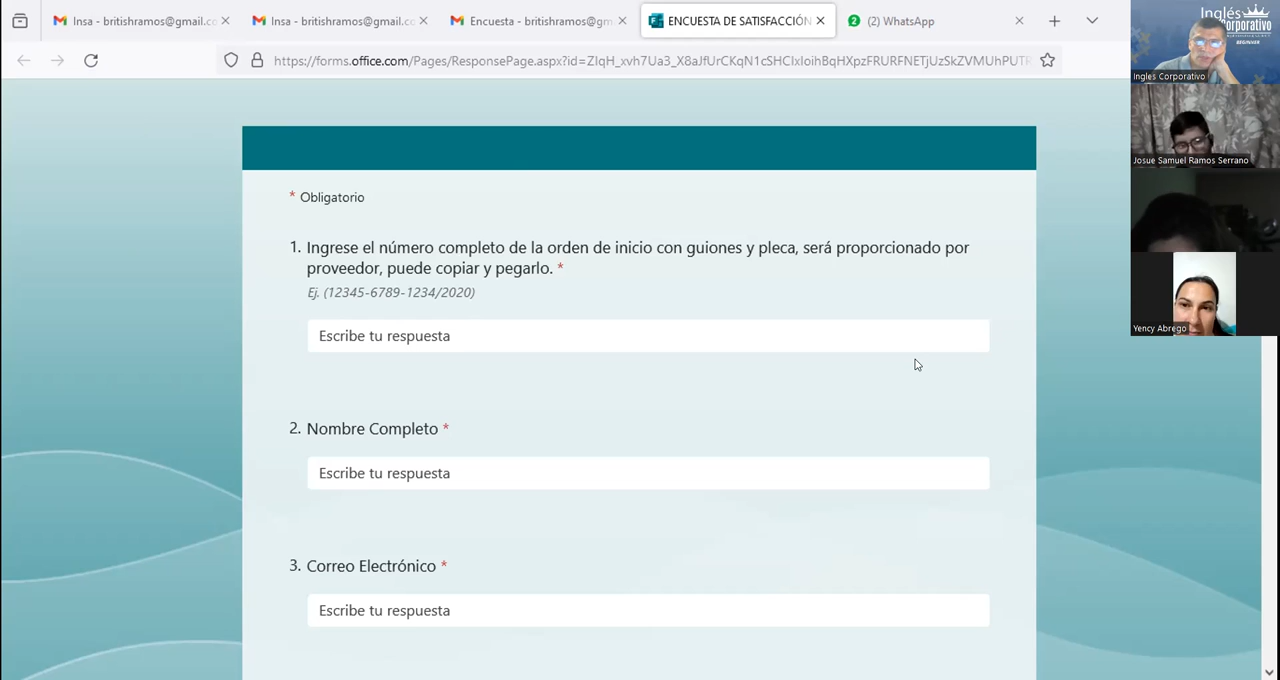 Insa - britishramos@gmail.co
Insa - britishramos@gmail.co
Encuesta - britishramos@gm
ENCUESTA DE SATISFACCIÓN
(2) WhatsApp
2
https://forms.office.com/Pages/ResponsePage.aspx?id=ZIqH_xvh7Ua3_X8aJfUrCKqN1cSHCIxIoihBqHXpzFRURFNETjUzSkZVMUhPUTR
Inglés
Corporativo
BEGINNER
Ingles Corporativo
Josue Samuel Ramos Serrano
Yency Abrego
* Obligatorio
1. Ingrese el número completo de la orden de inicio con guiones y pleca, será proporcionado por
proveedor, puede copiar y pegarlo. *
Ej. (12345-6789-1234/2020)
Escribe tu respuesta
2. Nombre Completo *
Escribe tu respuesta
3. Correo Electrónico *
Escribe tu respuesta